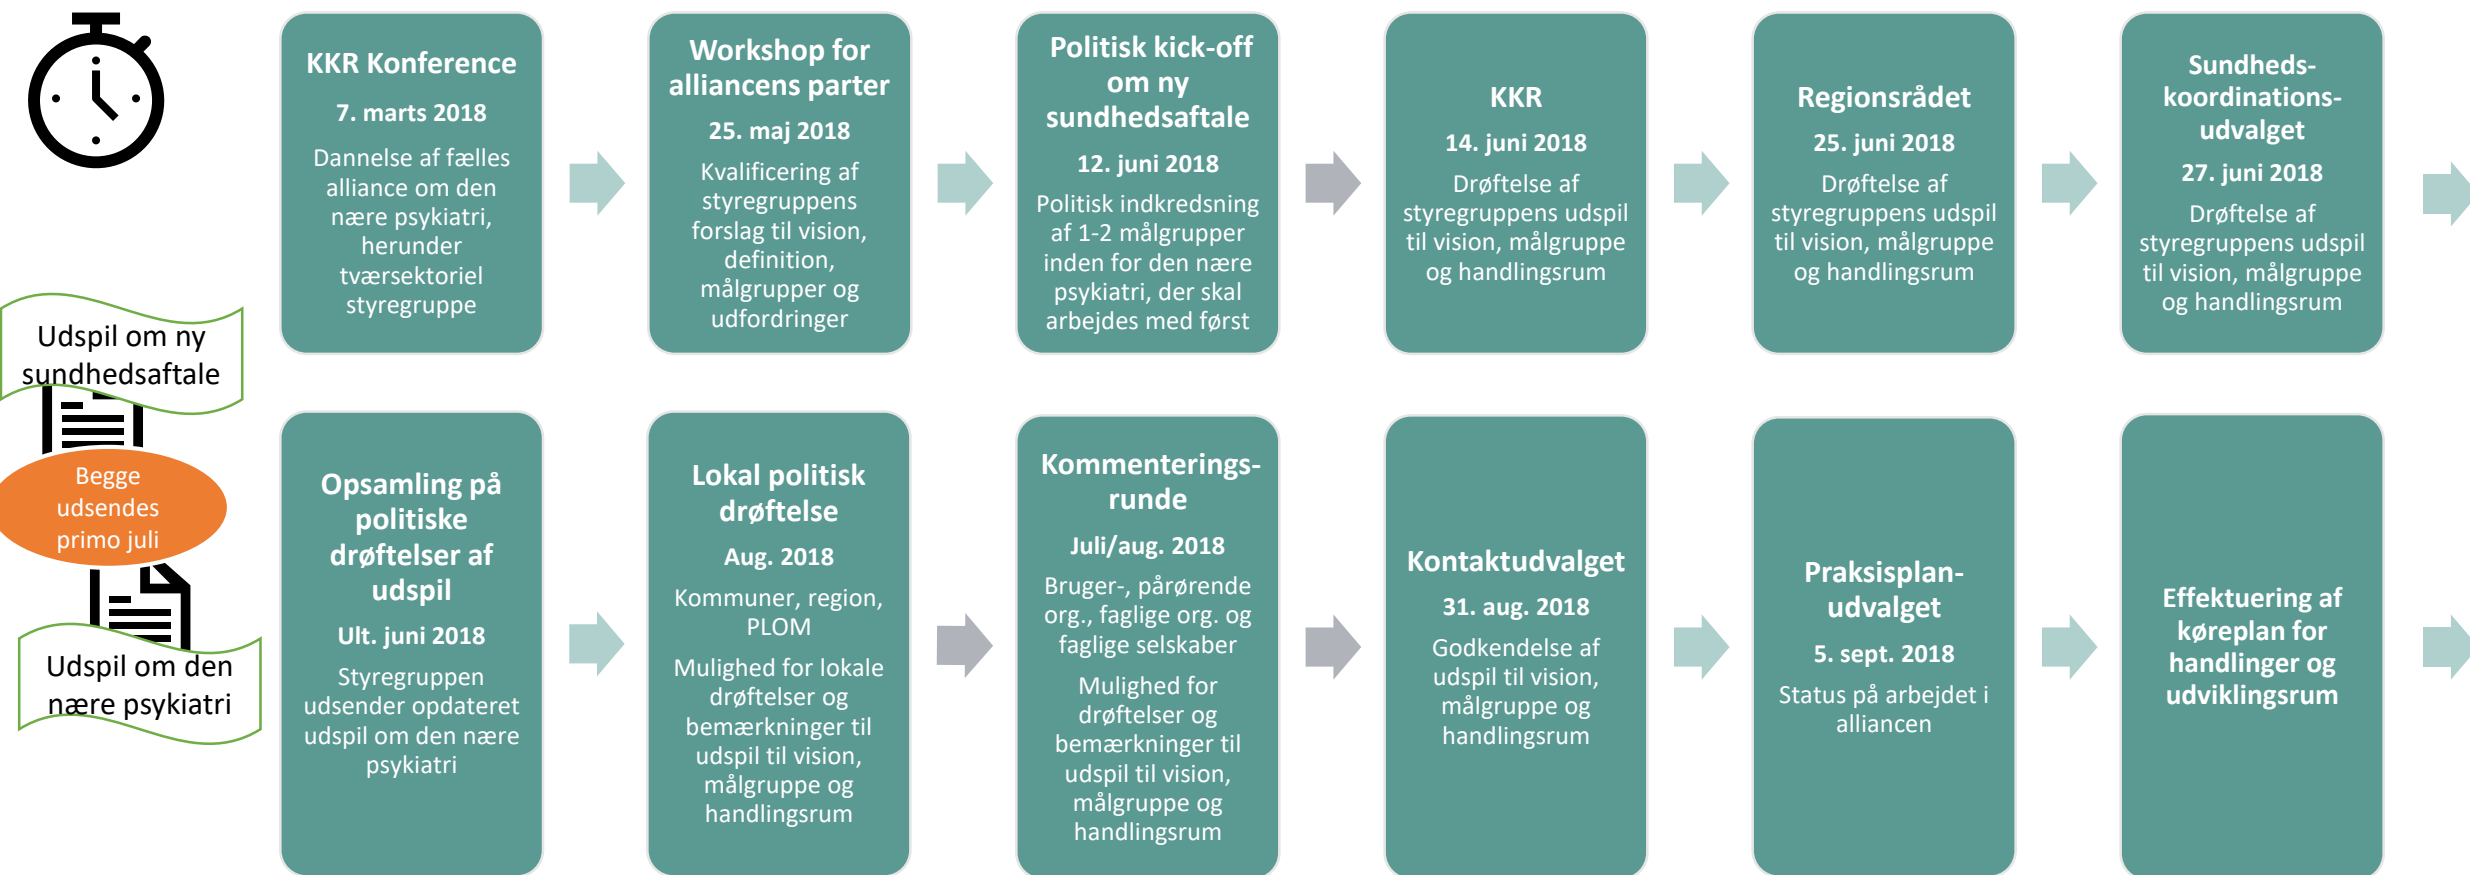 KKR Konference
7. marts 2018
Dannelse af fælles
alliance om den
nære psykiatri,
herunder
tværsektoriel
styregruppe
Workshop for
alliancens parter
25. maj 2018
Kvalificering af
styregruppens
forslag til vision,
definition,
målgrupper og
udfordringer
Politisk kick-off
om ny
sundhedsaftale
12. juni 2018
Politisk indkredsning
af 1-2 målgrupper
inden for den nære
psykiatri, der skal
arbejdes med først
KKR
14. juni 2018
Drøftelse af
styregruppens udspil
til vision, målgruppe
og handlingsrum
Regionsrådet
25. juni 2018
Drøftelse af
styregruppens udspil
til vision, målgruppe
og handlingsrum
Sundheds-
koordinations-
udvalget
27. juni 2018
Drøftelse af
styregruppens udspil
til vision, målgruppe
og handlingsrum
Udspil om ny
sundhedsaftale
Begge
udsendes
primo juli
Udspil om den
nære psykiatri
Opsamling på
politiske
drøftelser af
udspil
Ult. juni 2018
Styregruppen
udsender opdateret
udspil om den nære
psykiatri
Lokal politisk
drøftelse
Aug. 2018
Kommuner, region,
PLOM
Mulighed for lokale
drøftelser og
bemærkninger til
udspil til vision,
målgruppe og
handlingsrum
Kommenterings-
runde
Juli/aug. 2018
Bruger-, pårørende
org., faglige org. og
faglige selskaber
Mulighed for
drøftelser og
bemærkninger til
udspil til vision,
målgruppe og
handlingsrum
Kontaktudvalget
31. aug. 2018
Godkendelse af
udspil til vision,
målgruppe og
handlingsrum
Praksisplan-
udvalget
5. sept. 2018
Status på arbejdet i
alliancen
Effektuering af
køreplan for
handlinger og
udviklingsrum